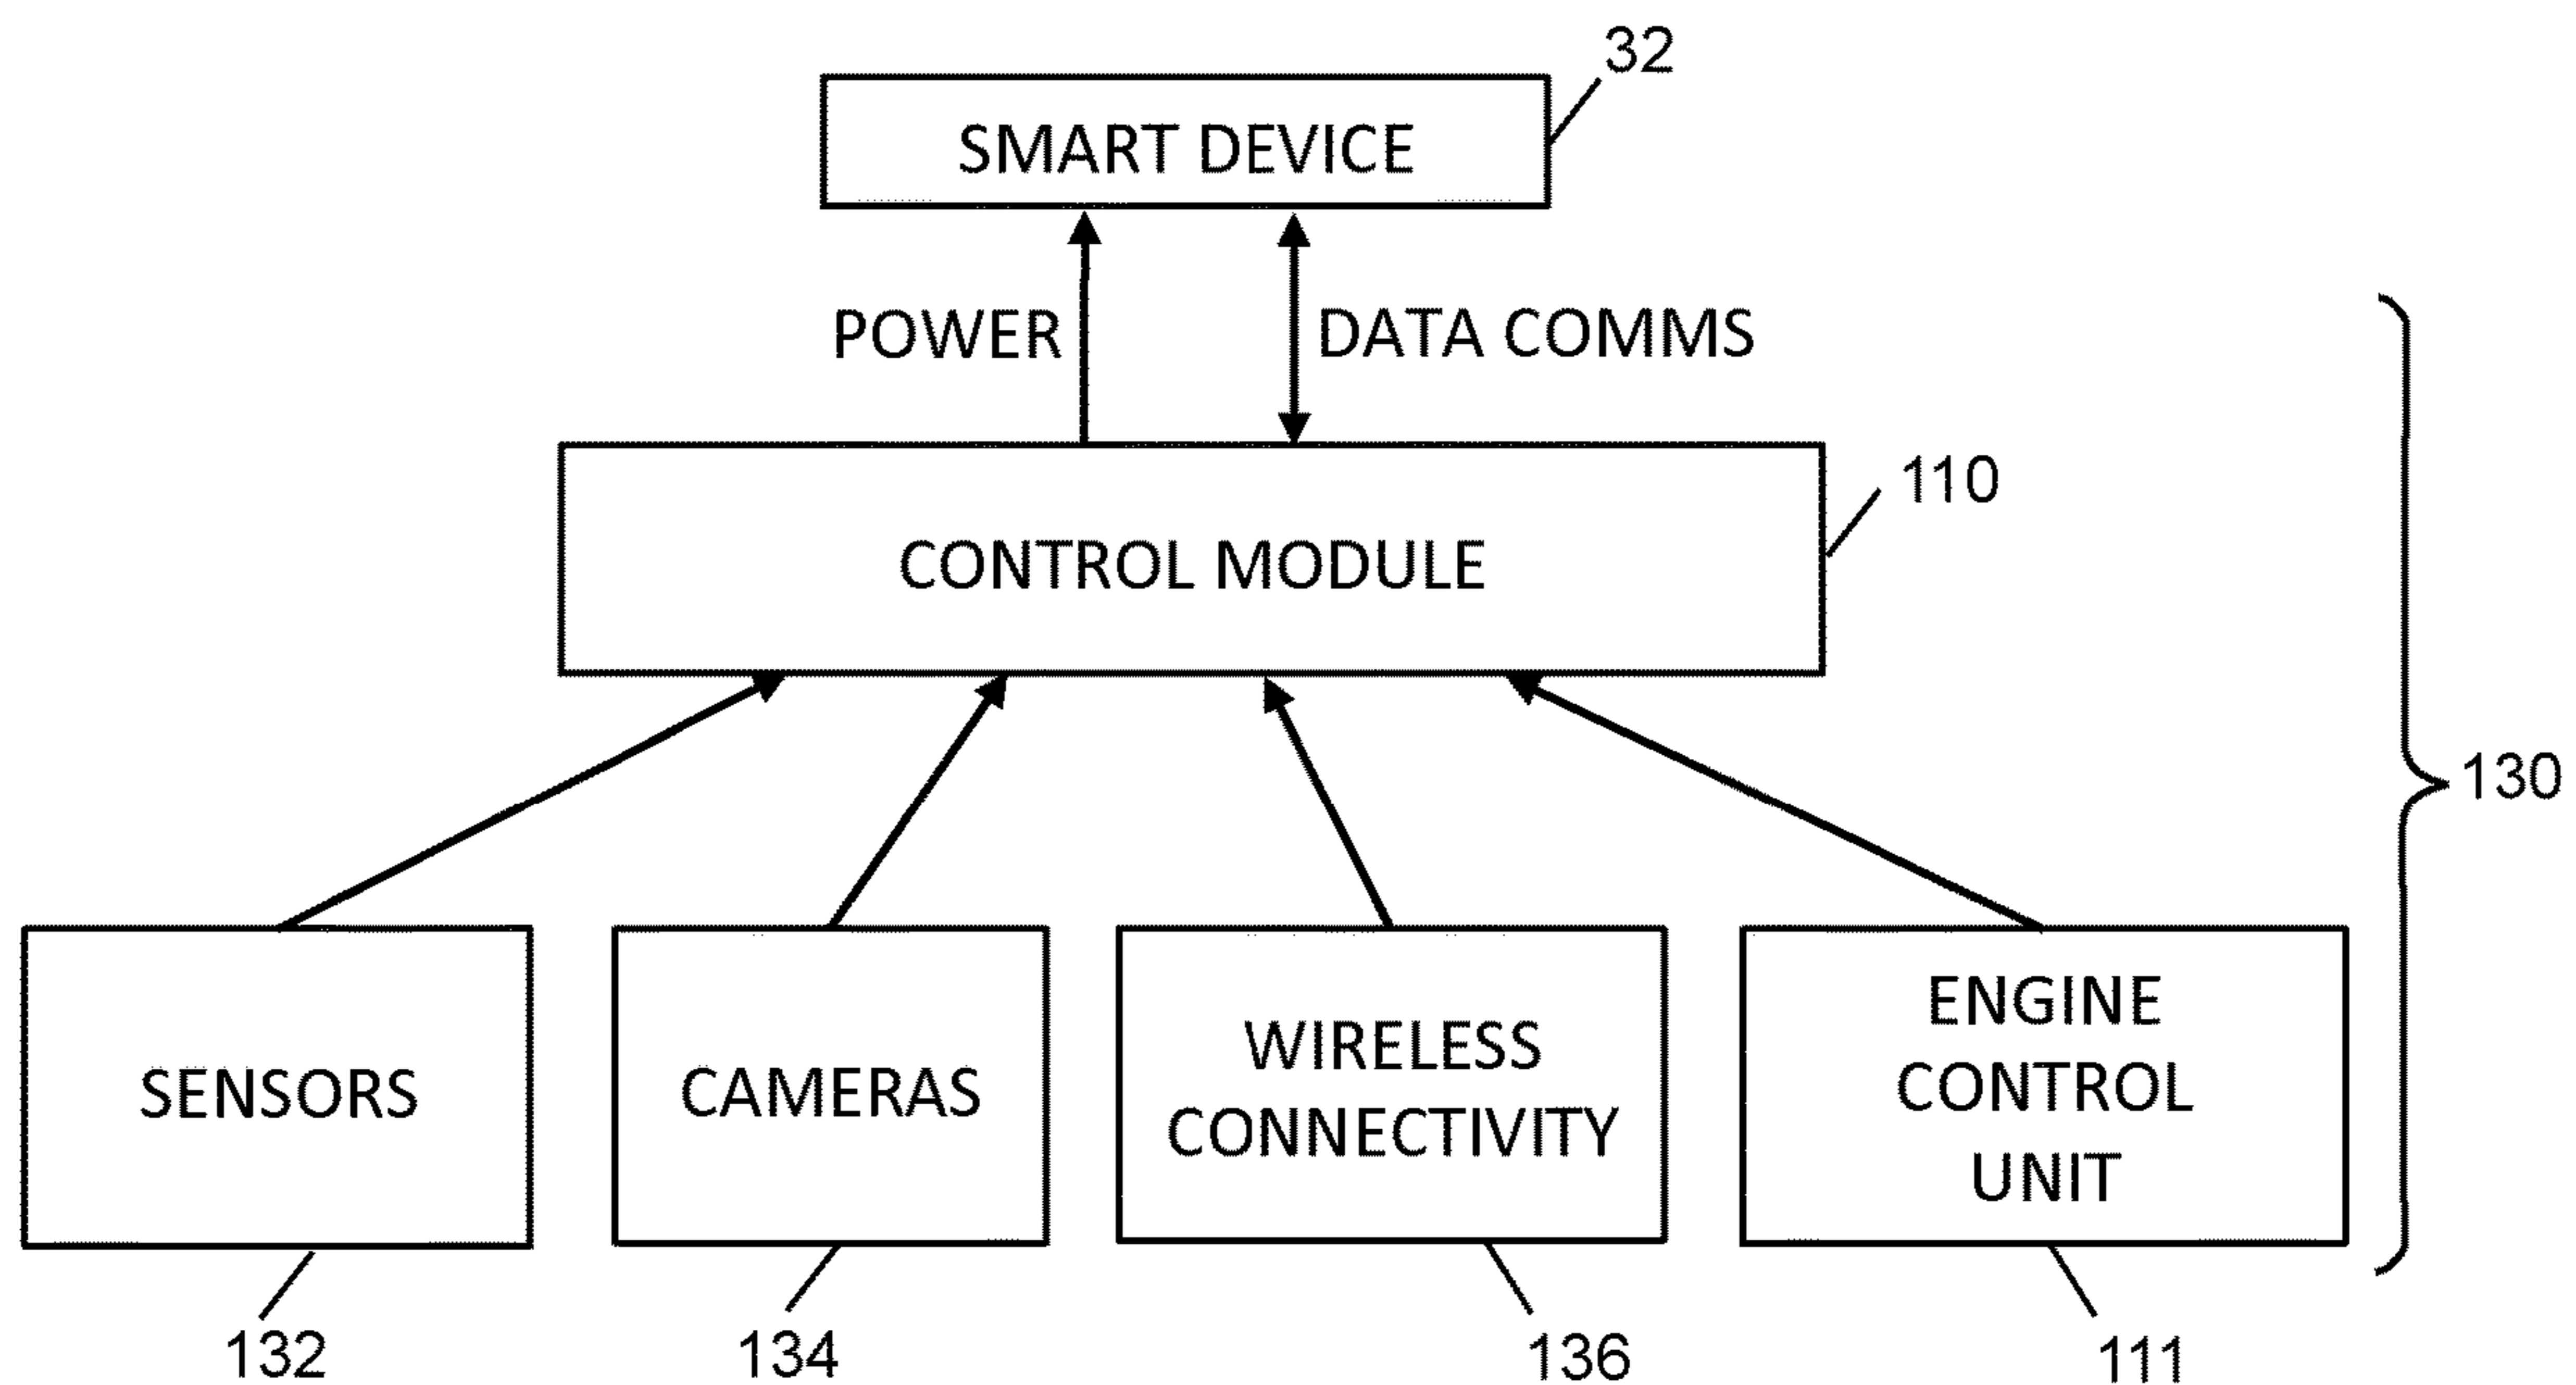 32
SMART DEVICE
POWER
DATA COMMS
110
CONTROL MODULE
130
SENSORS
CAMERAS
WIRELESS
CONNECTIVITY
ENGINE
CONTROL
UNIT
132
134
136
111